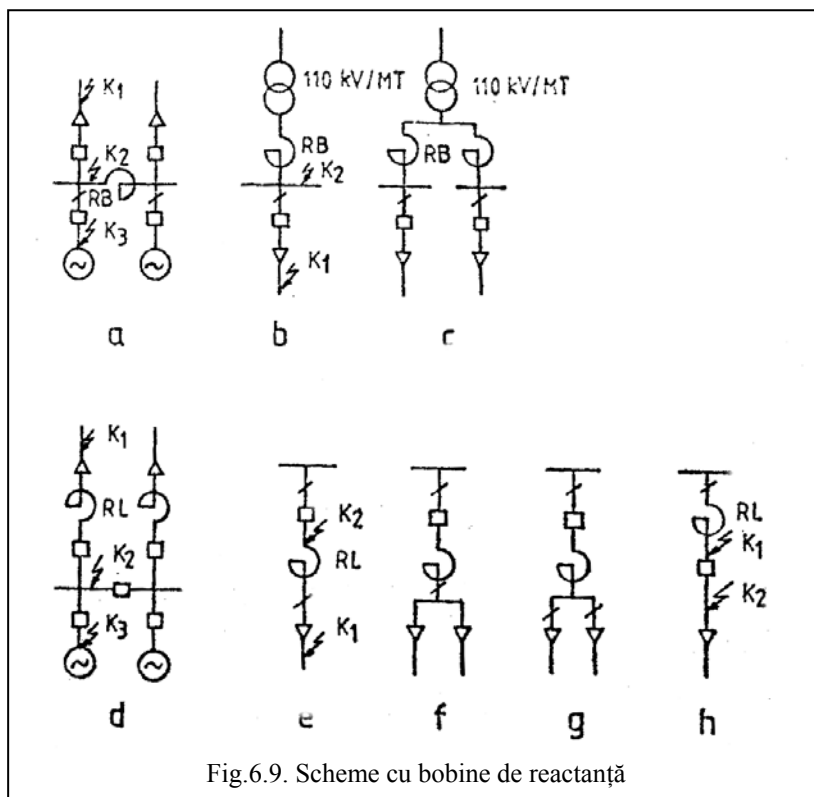 K1
K2
RB
K3
a
110 kV/MT
RB
K2
K1
b
110 kV/MT
RB
c
K1
RL
K2
K3
d
K2
RL
K1
e
f
g
RL
K1
K2
h
Fig.6.9. Scheme cu bobine de reactanță